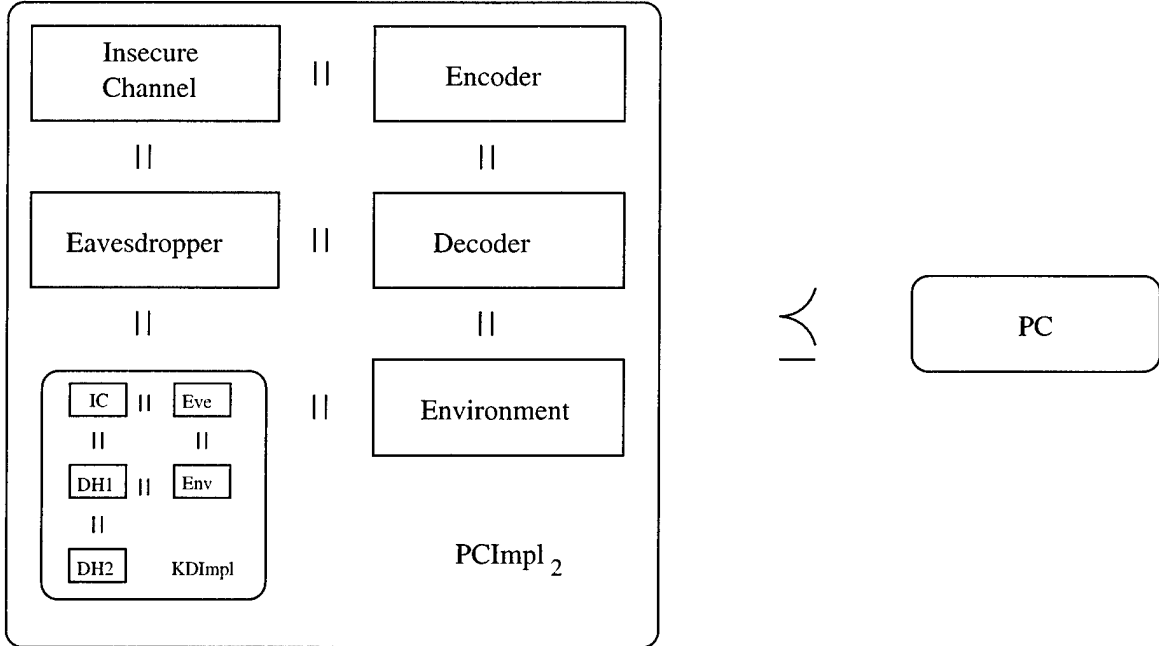 Insecure
Channel
||
Encoder
||
||
Eavesdropper
||
Decoder
||
||
⪯
PC
IC
||
Eve
||
||
||
Environment
DH1
||
Env
||
DH2
KDImpl
PCImpl 2